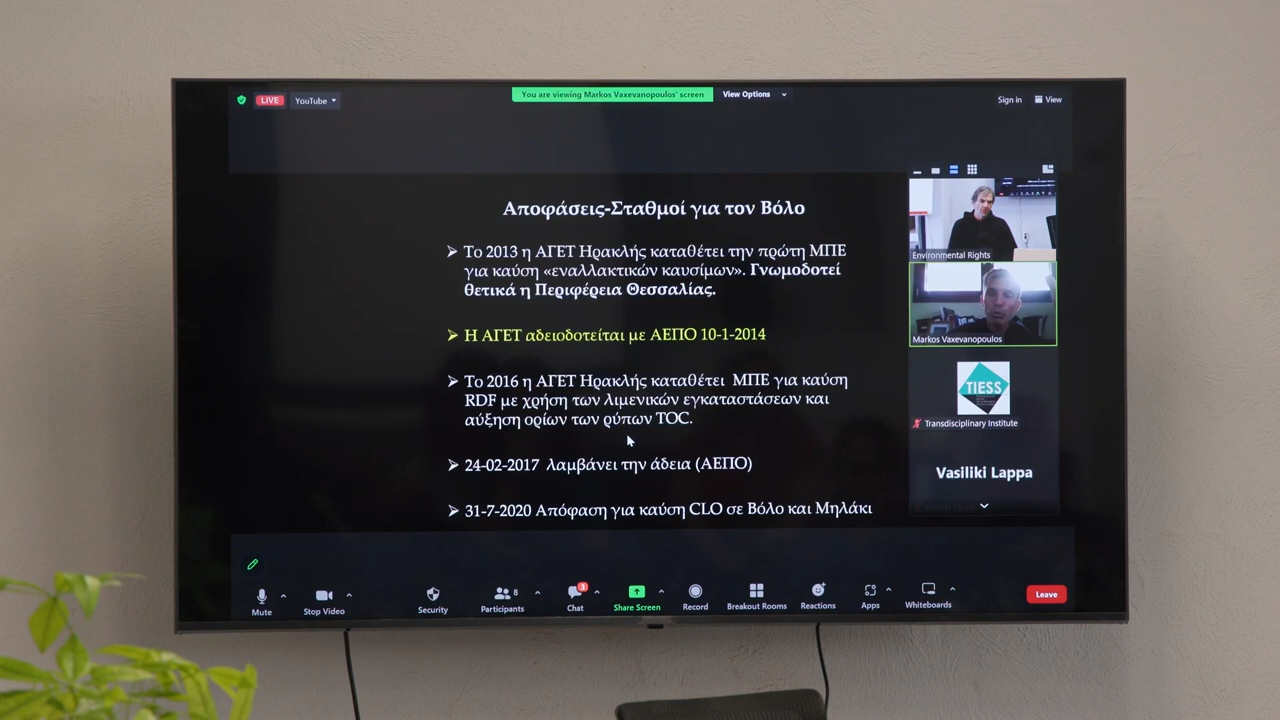 LIVE
YouTube
You are viewing Markos Vaxevanopoulos' screen
View Options
Sign in
View
Αποφάσεις-Σταθμοί για τον Βόλο
Το 2013 η ΑΓΕΤ Ηρακλής καταθέτει την πρώτη ΜΠΕ
για καύση «εναλλακτικών καυσίμων». Γνωμοδοτεί
θετικά η Περιφέρεια Θεσσαλίας.
Η ΑΓΕΤ αδειοδοτείται με ΑΕΠΟ 10-1-2014
Το 2016 η ΑΓΕΤ Ηρακλής καταθέτει ΜΠΕ για καύση
RDF με χρήση των λιμενικών εγκαταστάσεων και
αύξηση ορίων των ρύπων TOC.
24-02-2017 λαμβάνει την άδεια (ΑΕΠΟ)
31-7-2020 Απόφαση για καύση CLO σε Βόλο και Μηλάκι
Environmental Rights
Markos Vaxevanopoulos
TIESS
Transdisciplinary Institute
Vasiliki Lappa
Mute
Stop Video
Security
8
Participants
3
Chat
Share Screen
Record
Breakout Rooms
Reactions
Apps
Whiteboards
Leave